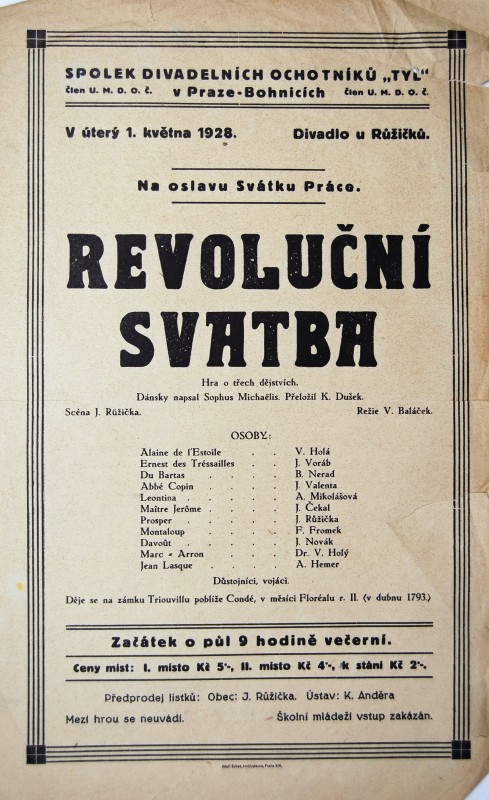 SPOLEK DIVADELNÍCH OCHOTNÍKŮ „TYL"
Člen U. M. D. O. Č. v Praze-Bohnicích Člen U. M. D. O. Č.
V úterý 1. května 1928. Divadlo u Růžičků.
Na oslavu Svátku Práce.
REVOLUČNÍ
SVATBA
Hra o třech dějstvích.
Dánsky napsal Sophus Michaëlis. Přeložil K. Dušek.
Scéna J. Růžička. Režie V. Baláček.
OSOBY:
Alaine de l'Estoile . . V. Holá
Ernest des Tréssailles . . J. Voráb
Du Bartas . . . . B. Nerad
Abbé Copin . . . . J. Valenta
Leontina . . . . . A. Mikolášová
Maître Jerôme . . . . J. Čekal
Prosper . . . . . J. Růžička
Montaloup . . . . F. Fromek
Davoût . . . . . J. Novák
Marc - Arron . . . Dr. V. Holý
Jean Lasque . . . . A. Hemer
Důstojníci, vojáci.
Děje se na zámku Triouvillu poblíže Condé, v měsíci Floréalu r. II. (v dubnu 1793.)
Začátek o půl 9 hodině večerní.
Ceny míst: I. místo Kč 5·-, II. místo Kč 4·-, k stání Kč 2·-.
Předprodej lístků: Obec: J. Růžička. Ústav: K. Anděra
Mezi hrou se neuvádí. Školní mládeži vstup zakázán.